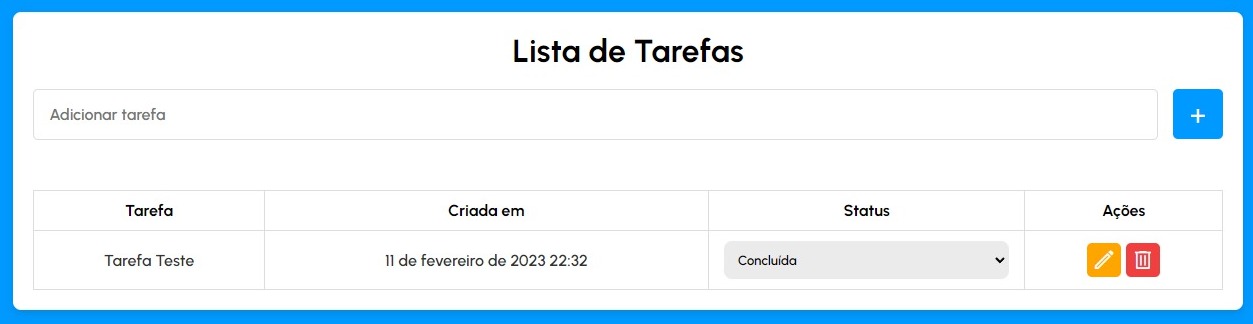 Lista de Tarefas
Adicionar tarefa
+
Tarefa Criada em Status Ações
Tarefa Teste 11 de fevereiro de 2023 22:32 Concluída